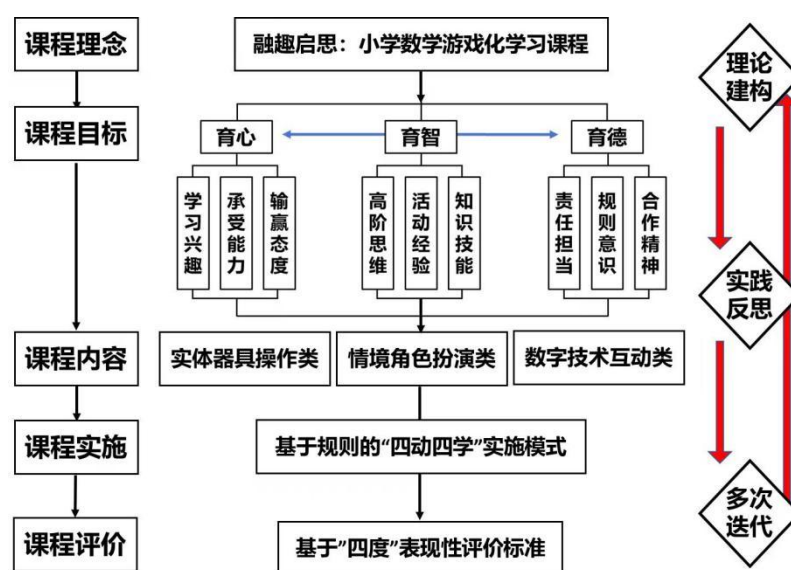 课程理念
融趣启思：小学数学游戏化学习课程
理论
建构
课程目标
育心
育智
育德
学习兴趣
承受能力
输赢态度
高阶思维
活动经验
知识技能
责任担当
规则意识
合作精神
实践
反思
课程内容
实体器具操作类
情境角色扮演类
数字技术互动类
课程实施
基于规则的“四动四学”实施模式
多次
迭代
课程评价
基于”四度”表现性评价标准